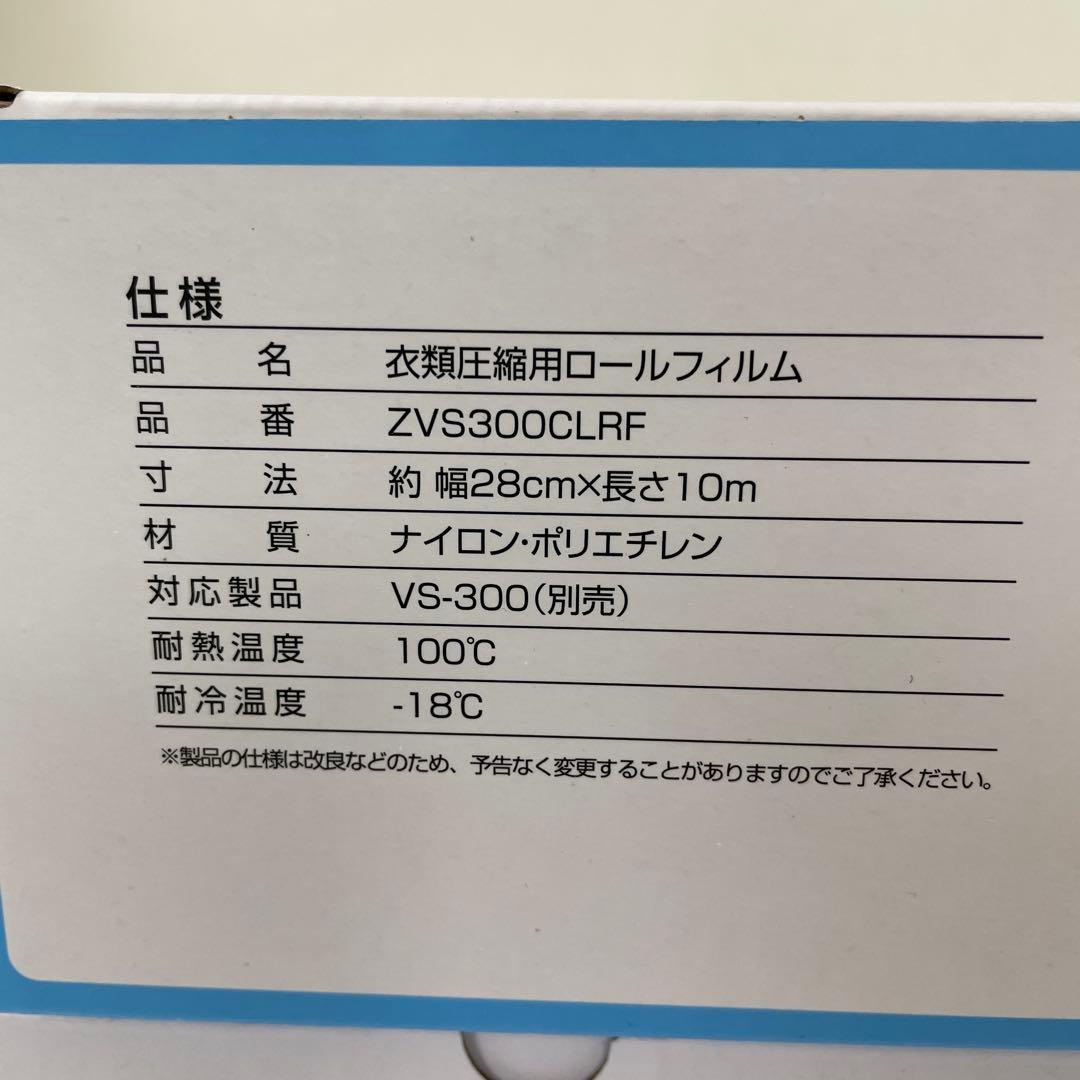 仕様
品名 衣類圧縮用ロールフィルム
品番 ZVS300CLRF
寸法 約 幅28cm×長さ10m
材質 ナイロン・ポリエチレン
対応製品 VS-300(別売)
耐熱温度 100℃
耐冷温度 -18℃
※製品の仕様は改良などのため、予告なく変更することがありますのでご了承ください。